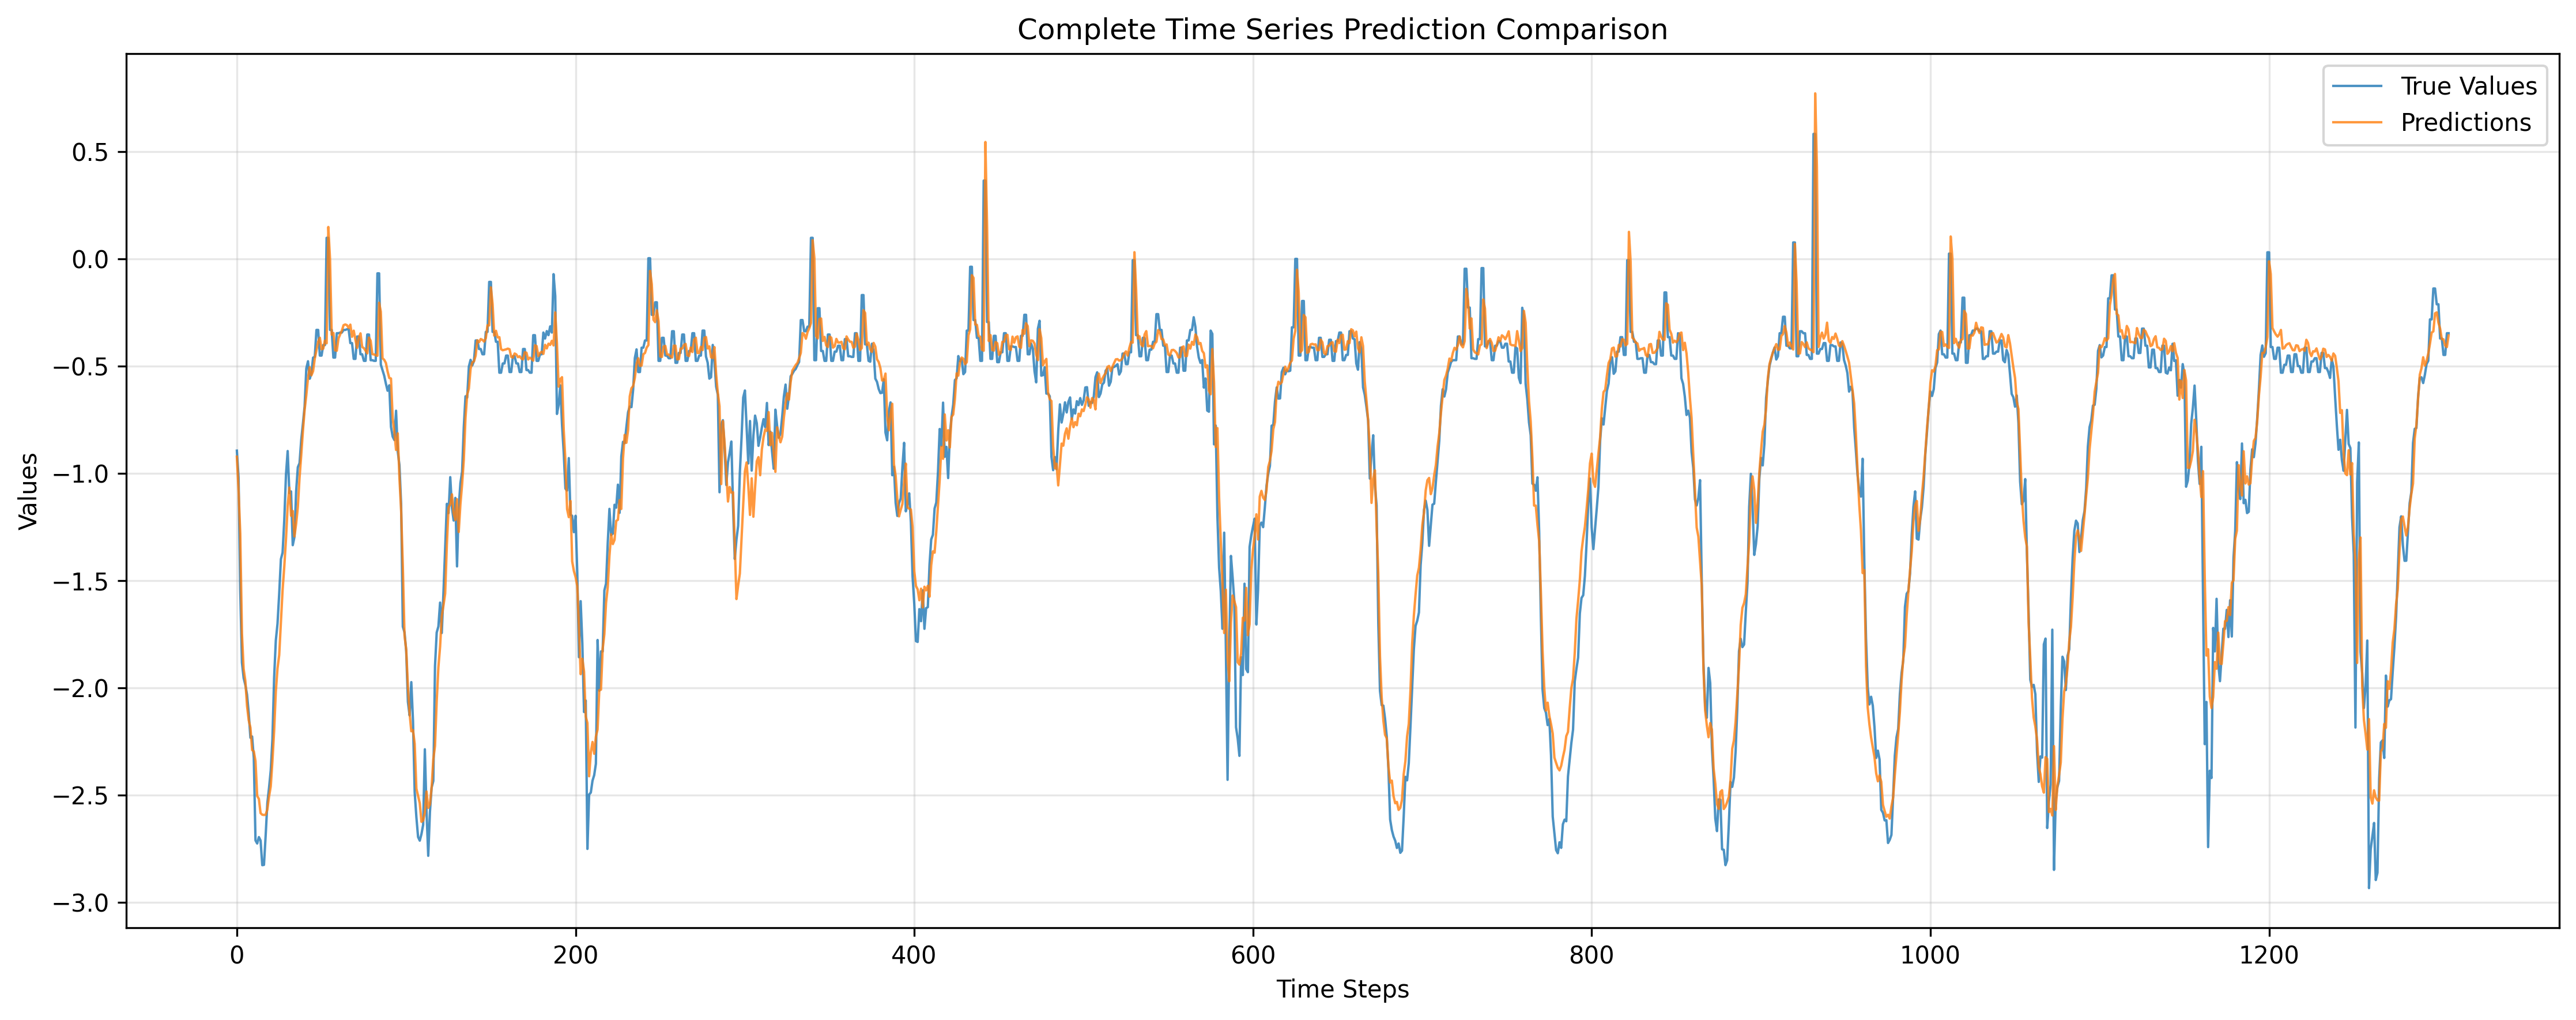 Complete Time Series Prediction Comparison
True Values
Predictions
Values
0.5
0.0
−0.5
−1.0
−1.5
−2.0
−2.5
−3.0
0 200 400 600 800 1000 1200
Time Steps